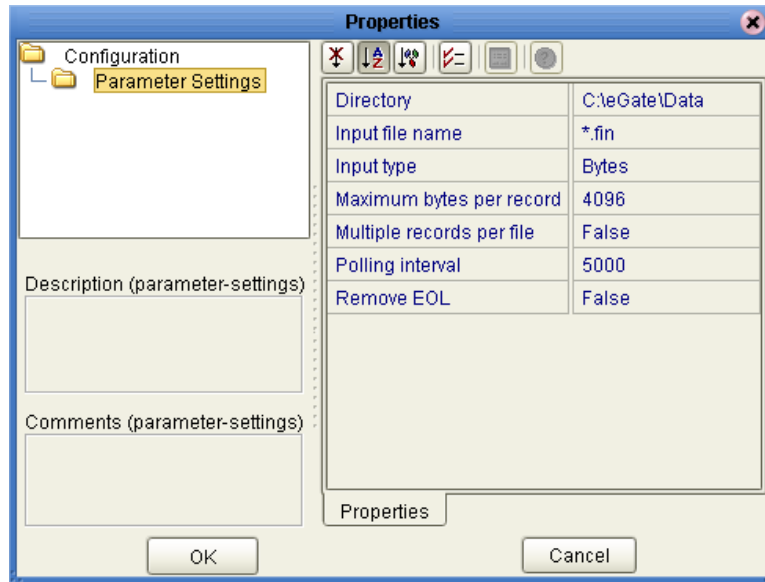 Properties
Configuration
Parameter Settings
Description (parameter-settings)
Comments (parameter-settings)
Directory C:\eGate\Data
Input file name *.fin
Input type Bytes
Maximum bytes per record 4096
Multiple records per file False
Polling interval 5000
Remove EOL False
Properties
OK
Cancel